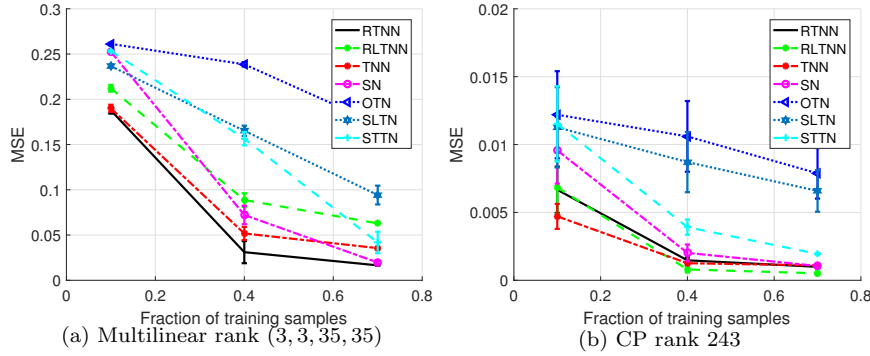 0.3
0.25
0.2
0.15
0.1
0.05
0
MSE
0
0.2
0.4
0.6
0.8
Fraction of training samples
RTNN
RLTNN
TNN
SN
OTN
SLTN
STTN
(a) Multilinear rank (3, 3, 35, 35)
0.02
0.015
0.01
0.005
0
MSE
0
0.2
0.4
0.6
0.8
Fraction of training samples
RTNN
RLTNN
TNN
SN
OTN
SLTN
STTN
(b) CP rank 243